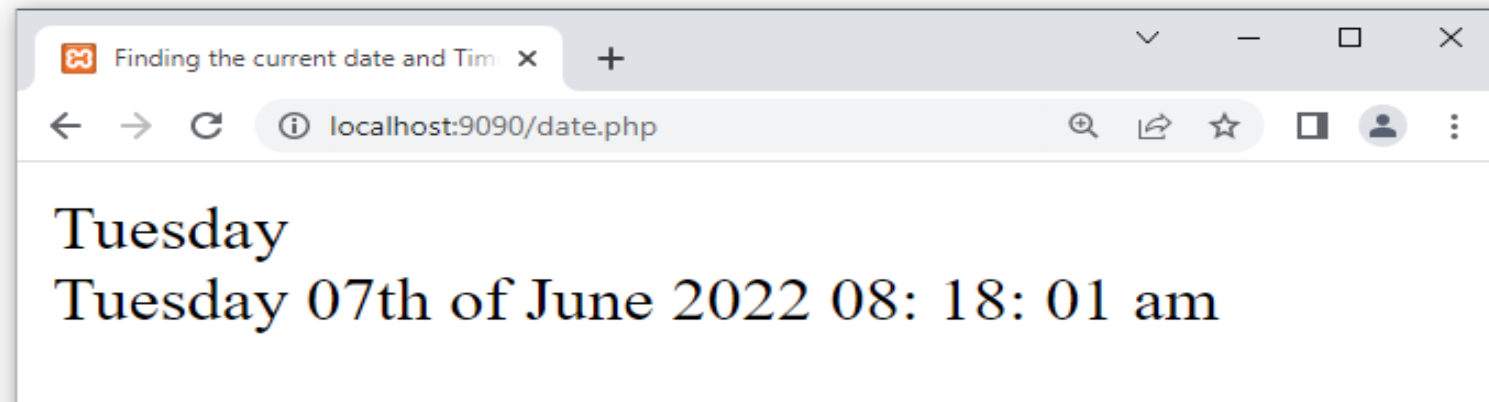 Finding the current date and Tim
localhost:9090/date.php
Tuesday
Tuesday 07th of June 2022 08: 18: 01 am